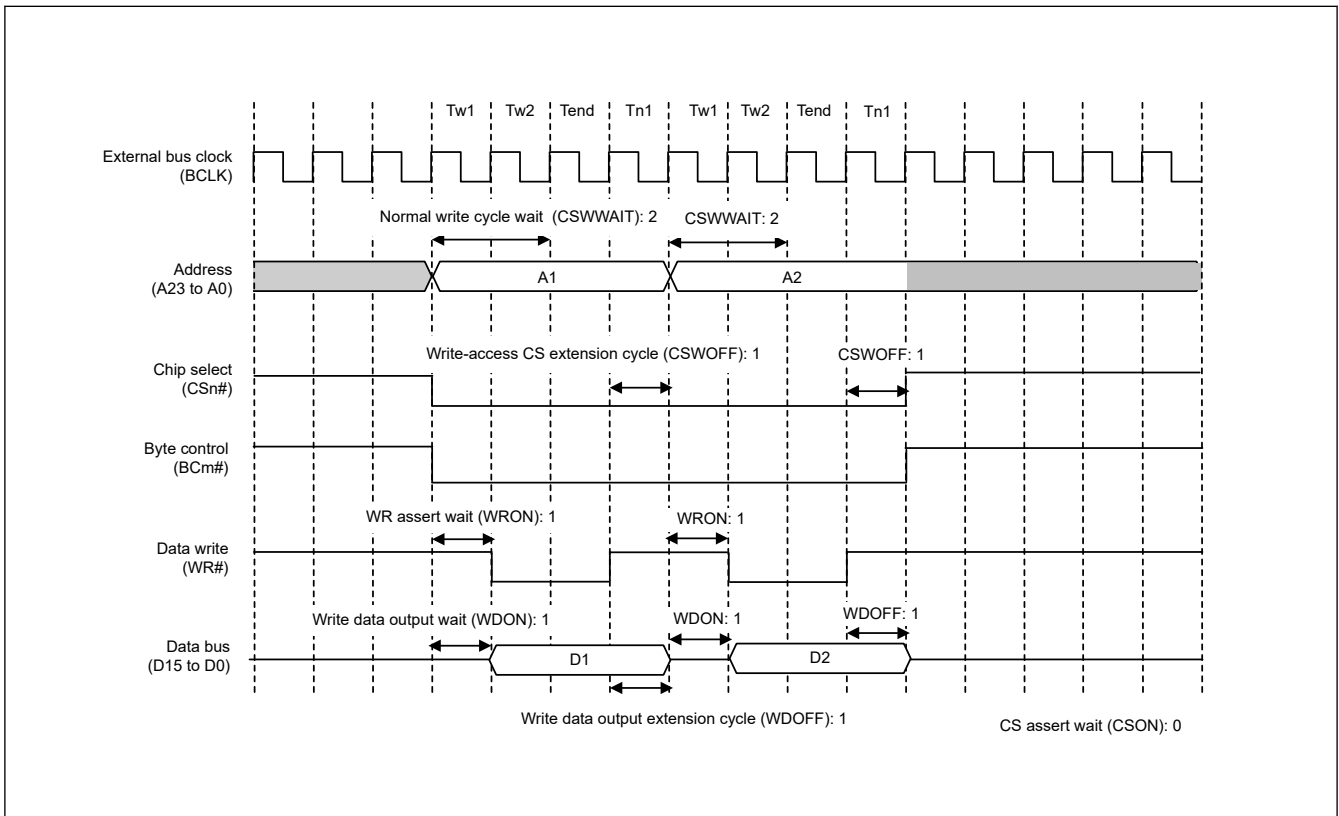 Tw1 Tw2 Tend Tn1 Tw1 Tw2 Tend Tn1
External bus clock
(BCLK)
Normal write cycle wait (CSWWAIT): 2 CSWWAIT: 2
Address
(A23 to A0)
A1 A2
Write-access CS extension cycle (CSWOFF): 1 CSWOFF: 1
Chip select
(CSn#)
Byte control
(BCm#)
WR assert wait (WRON): 1 WRON: 1
Data write
(WR#)
Write data output wait (WDON): 1 WDON: 1 WDOFF: 1
Data bus
(D15 to D0)
D1 D2
Write data output extension cycle (WDOFF): 1
CS assert wait (CSON): 0